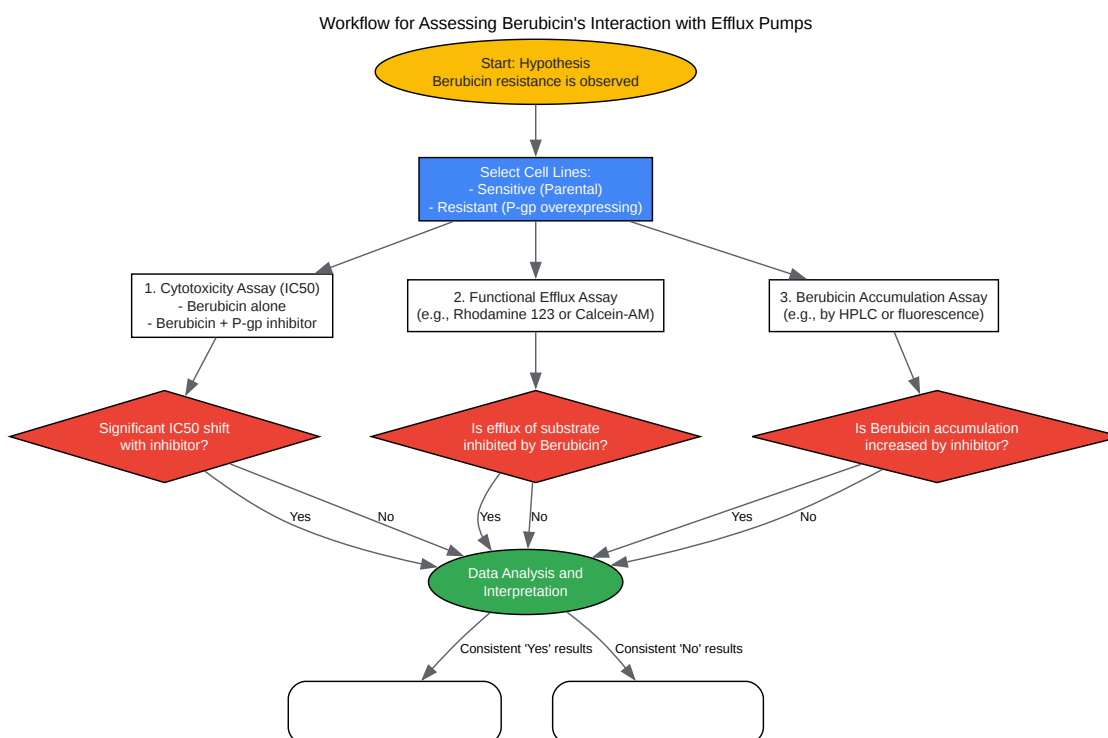 Workflow for Assessing Berubicin's Interaction with Efflux Pumps
Start: Hypothesis
Berubicin resistance is observed
Select Cell Lines:
- Sensitive (Parental)
- Resistant (P-gp overexpressing)
1. Cytotoxicity Assay (IC50)
- Berubicin alone
- Berubicin + P-gp inhibitor
2. Functional Efflux Assay
(e.g., Rhodamine 123 or Calcein-AM)
3. Berubicin Accumulation Assay
(e.g., by HPLC or fluorescence)
Significant IC50 shift
with inhibitor?
Is efflux of substrate
inhibited by Berubicin?
Is Berubicin accumulation
increased by inhibitor?
Yes
No
Yes
No
Yes
No
Data Analysis and
Interpretation
Consistent 'Yes' results
Consistent 'No' results